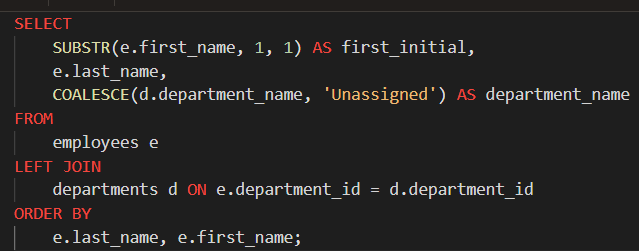 SELECT
    SUBSTR(e.first_name, 1, 1) AS first_initial,
    e.last_name,
    COALESCE(d.department_name, 'Unassigned') AS department_name
FROM
    employees e
LEFT JOIN
    departments d ON e.department_id = d.department_id
ORDER BY
    e.last_name, e.first_name;